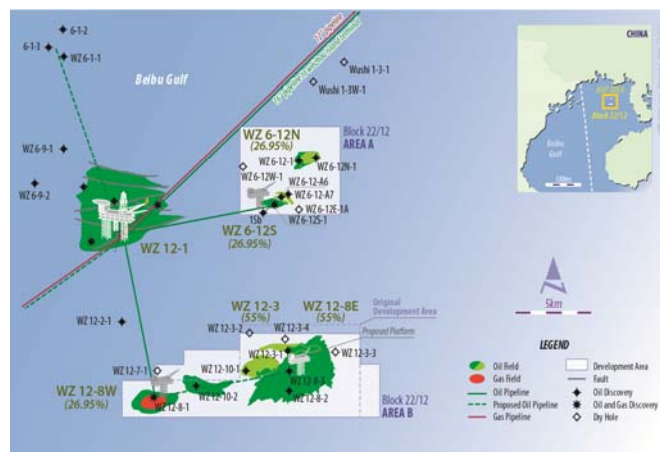 6-1-2
6-1-3
WZ 6-1-1
Beibu Gulf
Wushi 1-3-1
Wushi 1-3W-1
WZ 6-12N
(26.95%)
Block 22/12
AREA A
WZ 6-12-1
WZ 6-12N-1
WZ 6-12W-1
WZ 6-9-1
WZ 6-9-2
WZ 6-12-A6
WZ 6-12-A7
WZ 6-12E-1A
1Sb
WZ 6-12S-1
WZ 6-12S
(26.95%)
WZ 12-1
CHINA
Block 22/12
Beibu
Gulf
5km
WZ 12-2-1
WZ 12-3
(55%)
WZ 12-8E
(55%)
Original
Development Area
WZ 12-3-2
WZ 12-3-4
Proposed Platform
WZ 12-3-1
WZ 12-3-3
WZ 12-7-1
WZ 12-10-1
WZ 12-8W
(26.95%)
WZ 12-8-1
WZ 12-10-2
WZ 12-8-3
WZ 12-8-2
Block 22/12
AREA B
LEGEND
Oil Field
Gas Field
Oil Pipeline
Proposed Oil Pipeline
Gas Pipeline
Development Area
Fault
Oil Discovery
Oil and Gas Discovery
Dry Hole